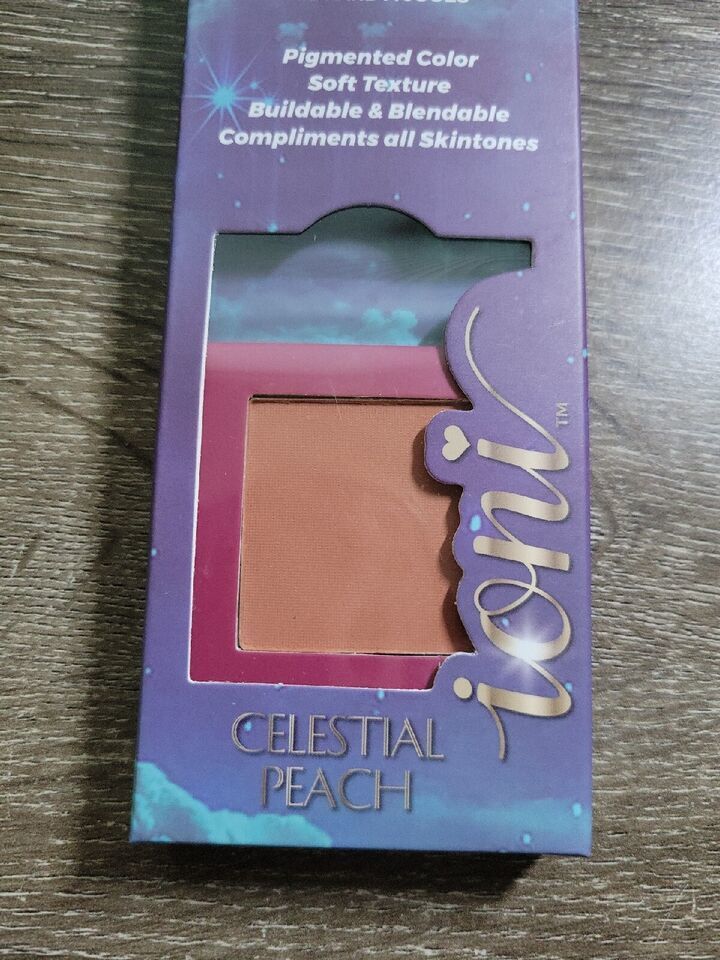 Pigmented Color
Soft Texture
Buildable & Blendable
Compliments all Skintones
ioni™
CELESTIAL
PEACH